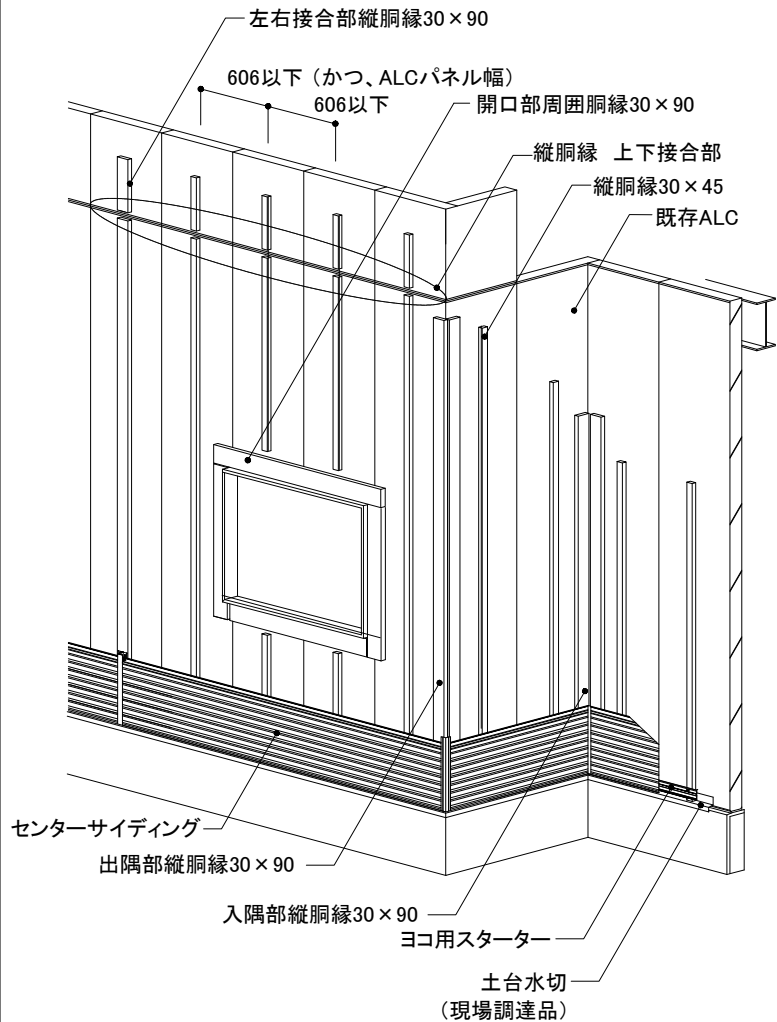 左右接合部縦胴縁30×90
606以下（かつ、ALCパネル幅）
606以下
開口部周囲胴縁30×90
縦胴縁　上下接合部
縦胴縁30×45
既存ALC
センターサイディング
出隅部縦胴縁30×90
入隅部縦胴縁30×90
ヨコ用スターター
土台水切
（現場調達品）